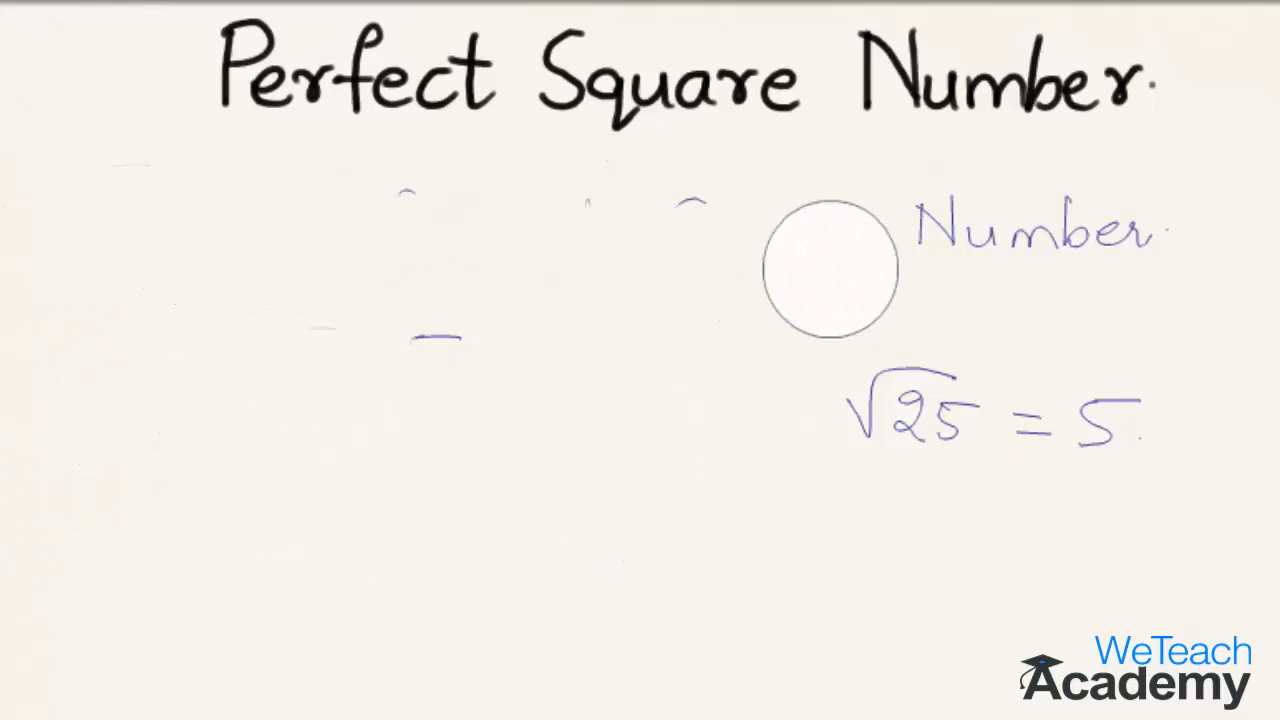 Perfect Square Number.
Number.
√25 = 5.
WeTeach
Academy